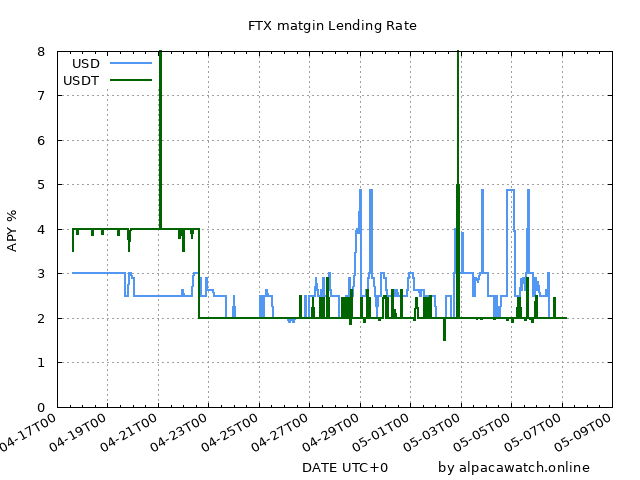 FTX matgin Lending Rate
USD
USDT
8
7
6
5
4
3
2
1
0
APY %
04-17T00
04-19T00
04-21T00
04-23T00
04-25T00
04-27T00
04-29T00
05-01T00
05-03T00
05-05T00
05-07T00
05-09T00
DATE UTC+0
by alpacawatch.online